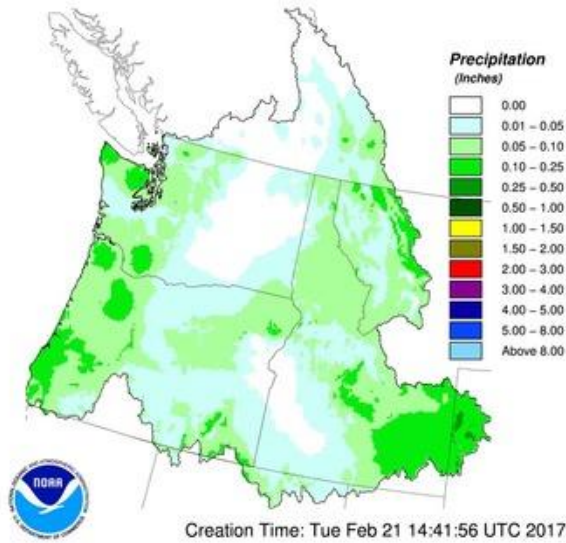 Precipitation
(Inches)
0.00
0.01 – 0.05
0.05 – 0.10
0.10 – 0.25
0.25 – 0.50
0.50 – 1.00
1.00 – 1.50
1.50 – 2.00
2.00 – 3.00
3.00 – 4.00
4.00 – 5.00
5.00 – 8.00
Above 8.00
NOAA
Creation Time: Tue Feb 21 14:41:56 UTC 2017